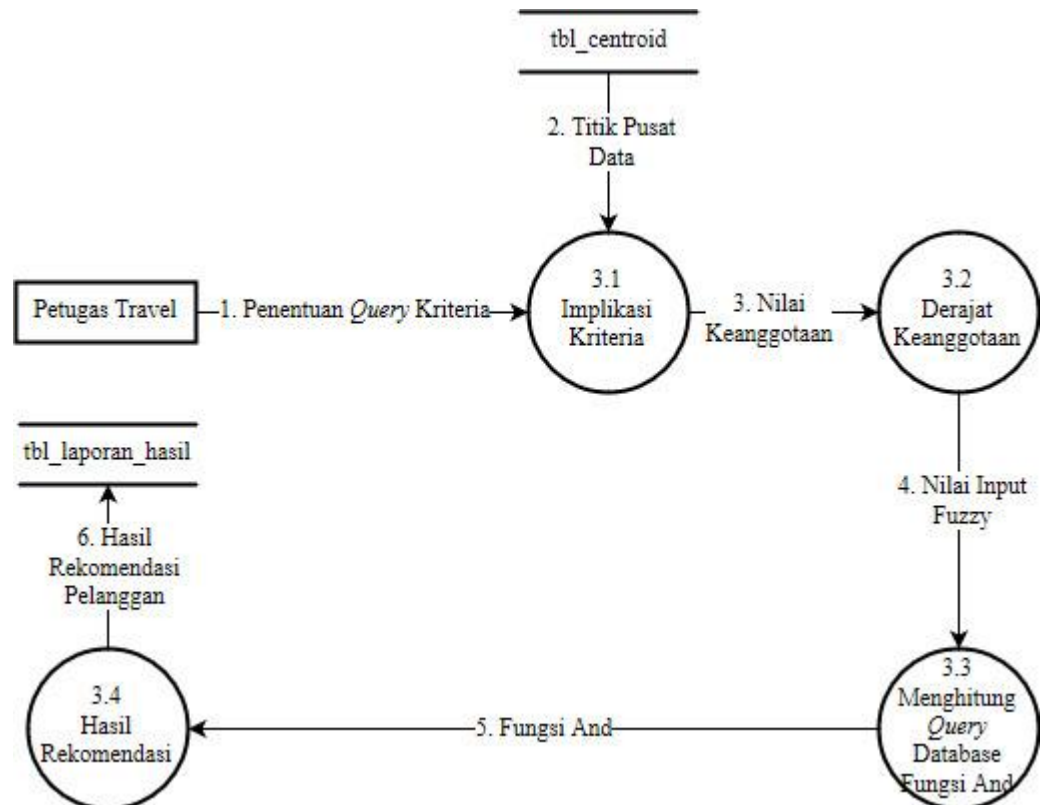 tbl_centroid
2. Titik Pusat
Data
Petugas Travel
1. Penentuan Query Kriteria
3.1
Implikasi
Kriteria
3. Nilai
Keanggotaan
3.2
Derajat
Keanggotaan
4. Nilai Input
Fuzzy
3.3
Menghitung
Query
Database
Fungsi And
5. Fungsi And
3.4
Hasil
Rekomendasi
6. Hasil
Rekomendasi
Pelanggan
tbl_laporan_hasil